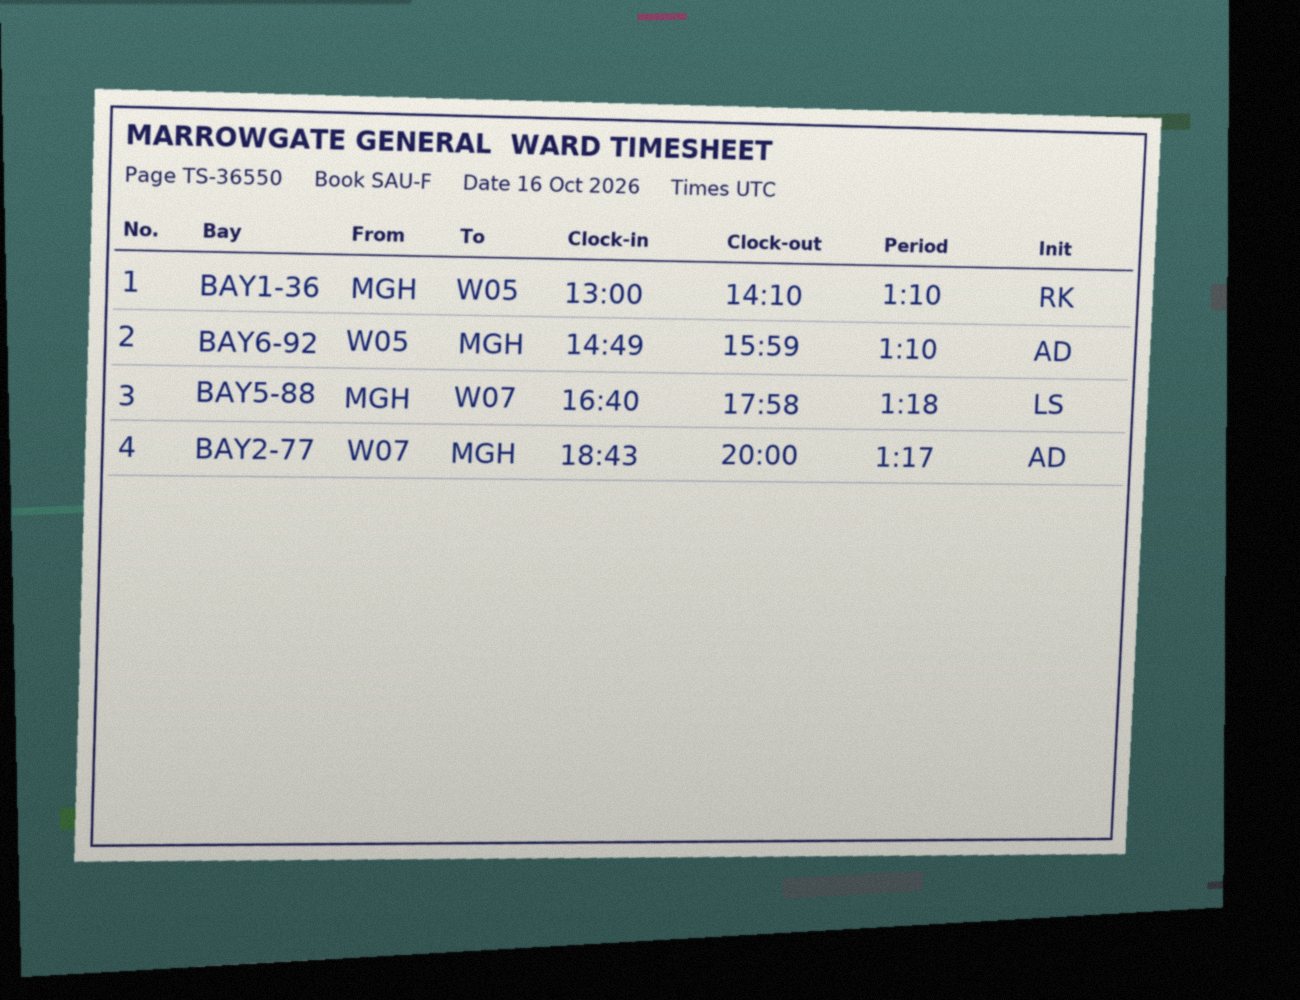 MARROWGATE GENERAL WARD TIMESHEET
Page TS-36550 Book SAU-F Date 16 Oct 2026 Times UTC
No. Bay From To Clock-in Clock-out Period Init
1 BAY1-36 MGH W05 13:00 14:10 1:10 RK
2 BAY6-92 W05 MGH 14:49 15:59 1:10 AD
3 BAY5-88 MGH W07 16:40 17:58 1:18 LS
4 BAY2-77 W07 MGH 18:43 20:00 1:17 AD